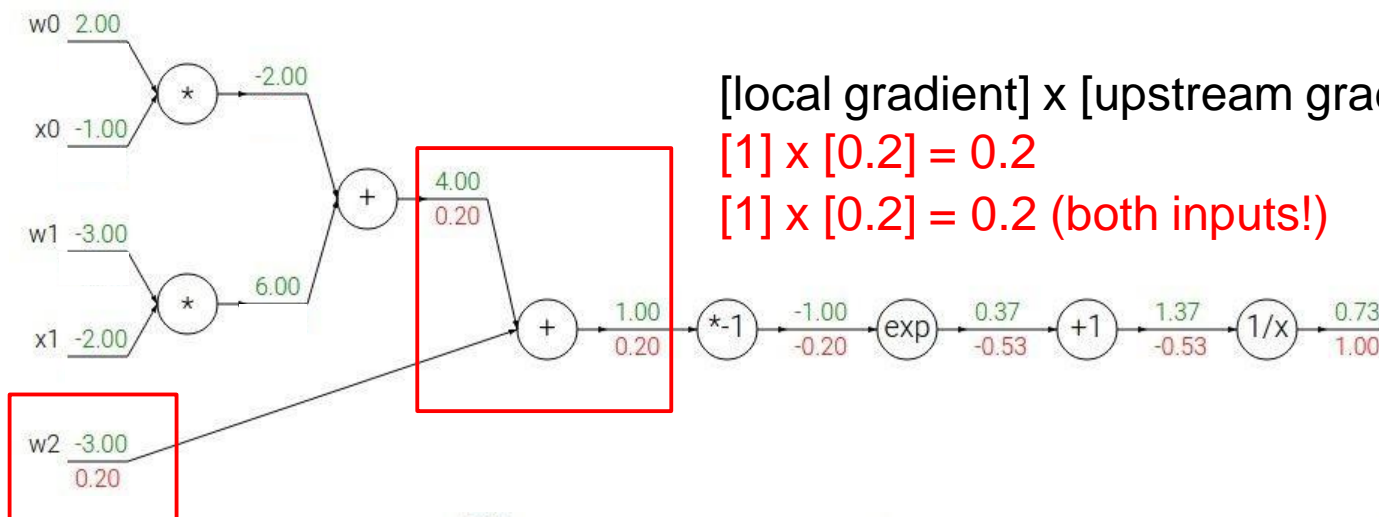 w0 2.00
-2.00
*
x0 -1.00
[local gradient] x [upstream
[1] x [0.2] = 0.2
[1] x [0.2] = 0.2 (both inputs!)
4.00
+
0.20
w1 -3.00
6.00
*
x1 -2.00
+
1.00
0.20
*-1
-1.00
-0.20
exp
0.37
-0.53
+1
1.37
-0.53
1/x
0.73
1.00
w2 -3.00
0.20